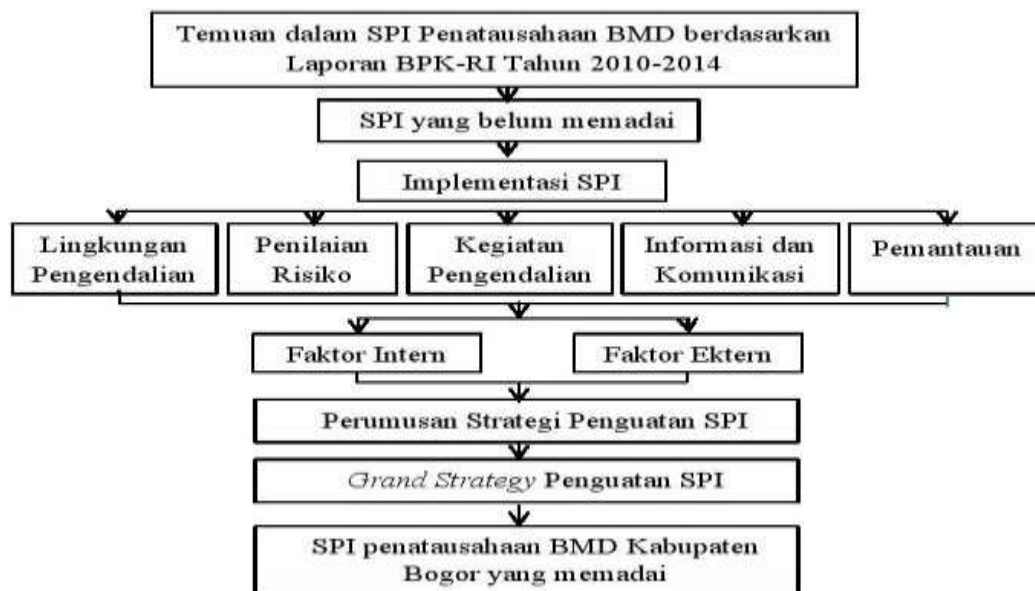 Temuan dalam SPI Penatausahaan BMD berdasarkan
Laporan BPK-RI Tahun 2010-2014
SPI yang belum memadai
Implementasi SPI
Lingkungan
Pengendalian
Penilaian
Risiko
Kegiatan
Pengendalian
Informasi dan
Komunikasi
Pemantauan
Faktor Intern
Faktor Ektern
Perumusan Strategi Penguatan SPI
Grand Strategy Penguatan SPI
SPI penatausahaan BMD Kabupaten
Bogor yang memadai